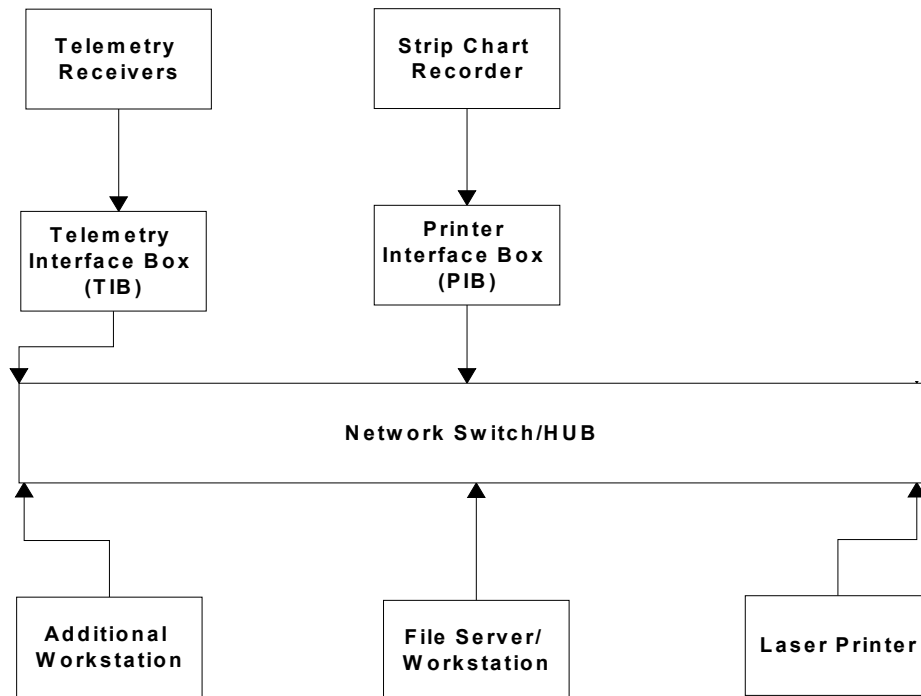 Telemetry
Receivers
Strip Chart
Recorder
Telemetry
Interface Box
(TIB)
Printer
Interface Box
(PIB)
Network Switch/HUB
Additional
Workstation
File Server/
Workstation
Laser Printer